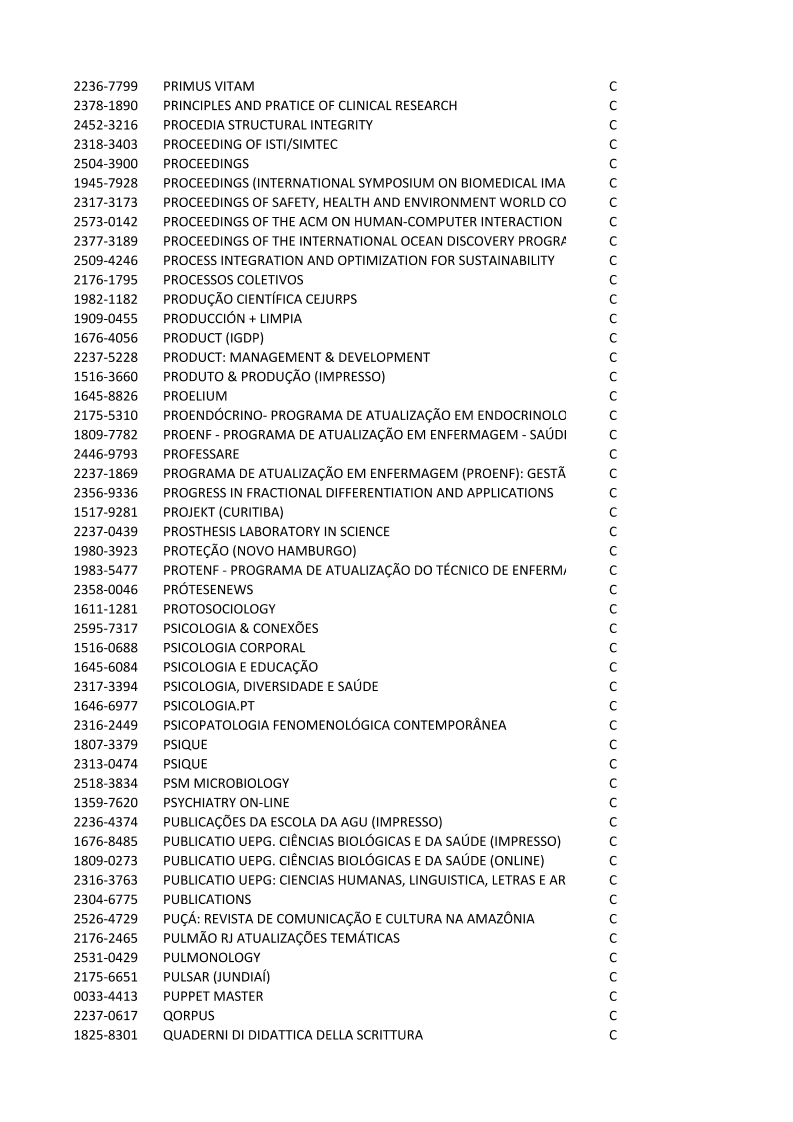 2236-7799 PRIMUS VITAM C
2378-1890 PRINCIPLES AND PRATICE OF CLINICAL RESEARCH C
2452-3216 PROCEDIA STRUCTURAL INTEGRITY C
2318-3403 PROCEEDING OF ISTI/SIMTEC C
2504-3900 PROCEEDINGS C
1945-7928 PROCEEDINGS (INTERNATIONAL SYMPOSIUM ON BIOMEDICAL IMA C
2317-3173 PROCEEDINGS OF SAFETY, HEALTH AND ENVIRONMENT WORLD CO C
2573-0142 PROCEEDINGS OF THE ACM ON HUMAN-COMPUTER INTERACTION C
2377-3189 PROCEEDINGS OF THE INTERNATIONAL OCEAN DISCOVERY PROGRA C
2509-4246 PROCESS INTEGRATION AND OPTIMIZATION FOR SUSTAINABILITY C
2176-1795 PROCESSOS COLETIVOS C
1982-1182 PRODUÇÃO CIENTÍFICA CEJURPS C
1909-0455 PRODUCCIÓN + LIMPIA C
1676-4056 PRODUCT (IGDP) C
2237-5228 PRODUCT: MANAGEMENT & DEVELOPMENT C
1516-3660 PRODUTO & PRODUÇÃO (IMPRESSO) C
1645-8826 PROELIUM C
2175-5310 PROENDÓCRINO- PROGRAMA DE ATUALIZAÇÃO EM ENDOCRINOLO C
1809-7782 PROENF - PROGRAMA DE ATUALIZAÇÃO EM ENFERMAGEM - SAÚDI C
2446-9793 PROFESSARE C
2237-1869 PROGRAMA DE ATUALIZAÇÃO EM ENFERMAGEM (PROENF): GESTÃ C
2356-9336 PROGRESS IN FRACTIONAL DIFFERENTIATION AND APPLICATIONS C
1517-9281 PROJEKT (CURITIBA) C
2237-0439 PROSTHESIS LABORATORY IN SCIENCE C
1980-3923 PROTEÇÃO (NOVO HAMBURGO) C
1983-5477 PROTENF - PROGRAMA DE ATUALIZAÇÃO DO TÉCNICO DE ENFERMA C
2358-0046 PRÓTESENEWS C
1611-1281 PROTOSOCIOLOGY C
2595-7317 PSICOLOGIA & CONEXÕES C
1516-0688 PSICOLOGIA CORPORAL C
1645-6084 PSICOLOGIA E EDUCAÇÃO C
2317-3394 PSICOLOGIA, DIVERSIDADE E SAÚDE C
1646-6977 PSICOLOGIA.PT C
2316-2449 PSICOPATOLOGIA FENOMENOLÓGICA CONTEMPORÂNEA C
1807-3379 PSIQUE C
2313-0474 PSIQUE C
2518-3834 PSM MICROBIOLOGY C
1359-7620 PSYCHIATRY ON-LINE C
2236-4374 PUBLICAÇÕES DA ESCOLA DA AGU (IMPRESSO) C
1676-8485 PUBLICATIO UEPG. CIÊNCIAS BIOLÓGICAS E DA SAÚDE (IMPRESSO) C
1809-0273 PUBLICATIO UEPG. CIÊNCIAS BIOLÓGICAS E DA SAÚDE (ONLINE) C
2316-3763 PUBLICATIO UEPG: CIENCIAS HUMANAS, LINGUISTICA, LETRAS E AR C
2304-6775 PUBLICATIONS C
2526-4729 PUÇÁ: REVISTA DE COMUNICAÇÃO E CULTURA NA AMAZÔNIA C
2176-2465 PULMÃO RJ ATUALIZAÇÕES TEMÁTICAS C
2531-0429 PULMONOLOGY C
2175-6651 PULSAR (JUNDIAÍ) C
0033-4413 PUPPET MASTER C
2237-0617 QORPUS C
1825-8301 QUADERNI DI DIDATTICA DELLA SCRITTURA C